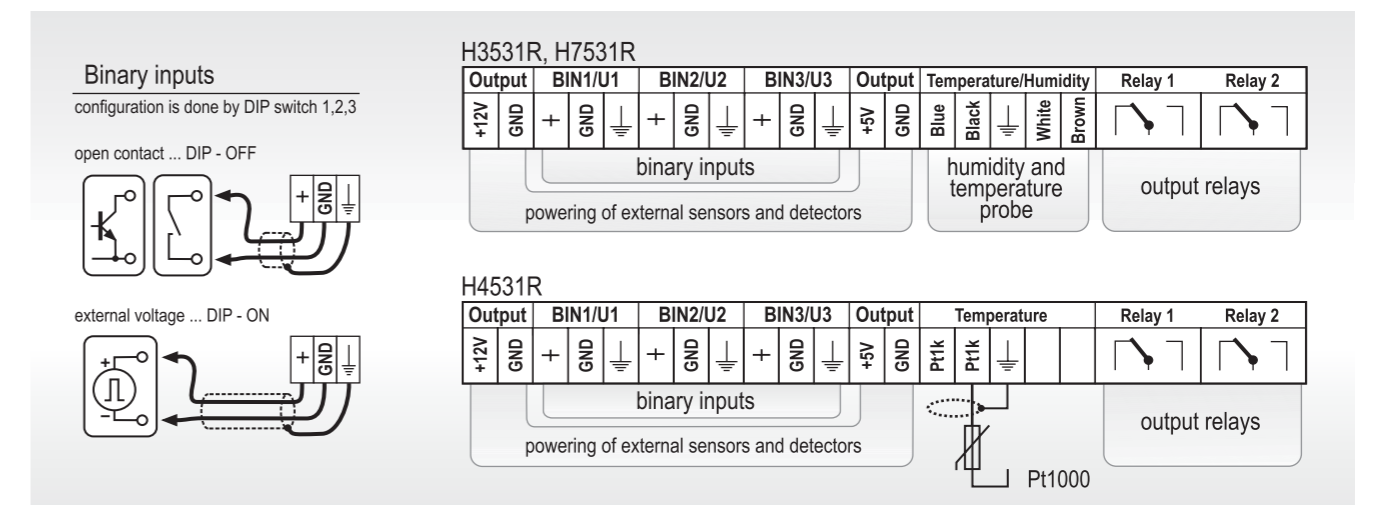 Binary inputs
configuration is done by DIP switch 1,2,3
open contact ... DIP - OFF
+ GND
external voltage ... DIP - ON
+
−
+ GND
H3531R, H7531R
Output BIN1/U1 BIN2/U2 BIN3/U3 Output Temperature/Humidity Relay 1 Relay 2
+12V GND + GND + GND + GND +5V GND Blue Black White Brown
binary inputs
powering of external sensors and detectors
humidity and
temperature
probe
output relays
H4531R
Output BIN1/U1 BIN2/U2 BIN3/U3 Output Temperature Relay 1 Relay 2
+12V GND + GND + GND + GND +5V GND Pt1k Pt1k
binary inputs
powering of external sensors and detectors
Pt1000
output relays